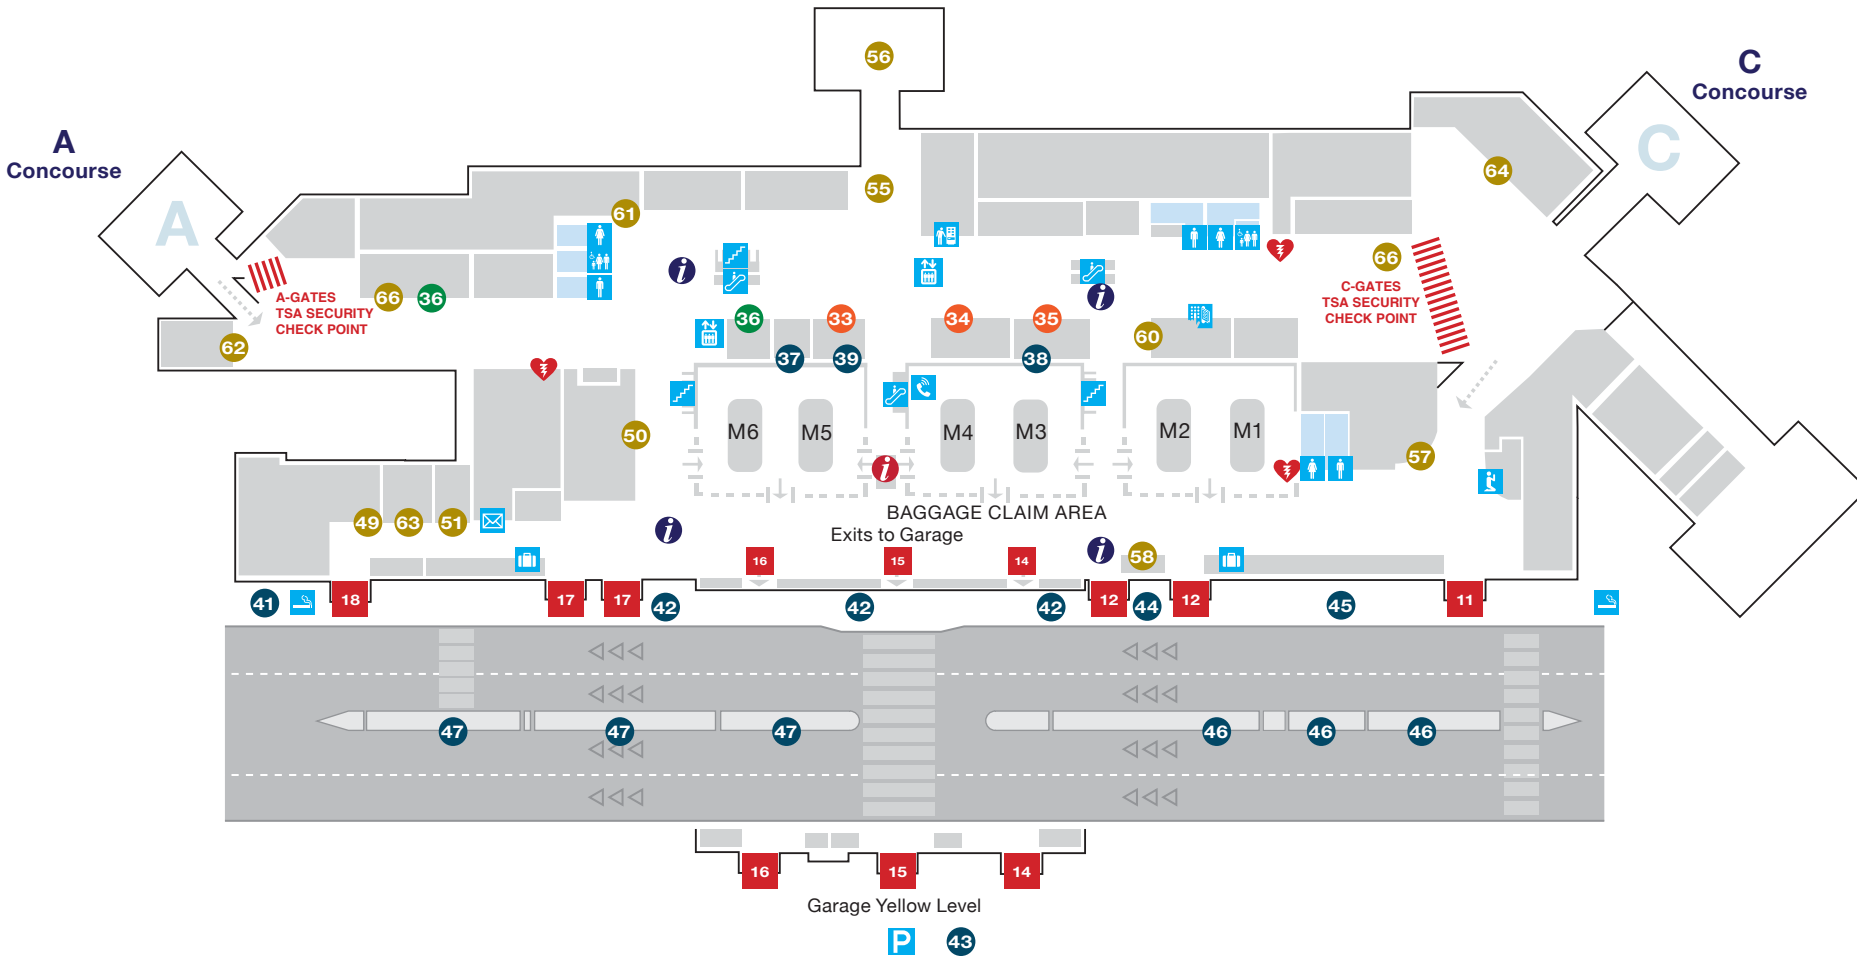 56
C
Concourse
A
Concourse
C
64
55
61
A
66
A-GATES
TSA SECURITY
CHECK POINT
66
36
C-GATES
TSA SECURITY
CHECK POINT
i
i
36
33
34
35
60
62
37
39
38
50
M6
M5
M4
M3
M2
M1
57
i
49
63
51
BAGGAGE CLAIM AREA
Exits to Garage
i
i
58
16
15
14
41
18
17
17
42
42
42
12
44
12
45
11
47
47
47
46
46
46
16
15
14
Garage Yellow Level
P
43